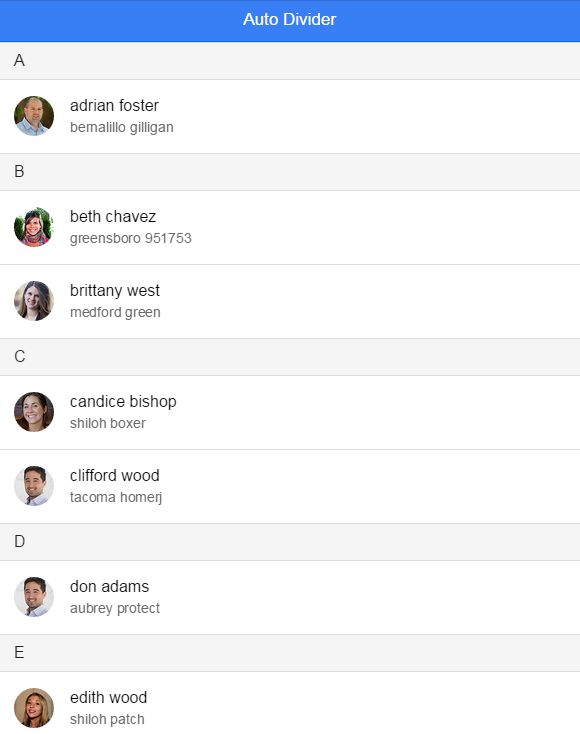 Auto Divider
A
adrian foster
bernalillo gilligan
B
beth chavez
greensboro 951753
brittany west
medford green
C
candice bishop
shiloh boxer
clifford wood
tacoma homerj
D
don adams
aubrey protect
E
edith wood
shiloh patch